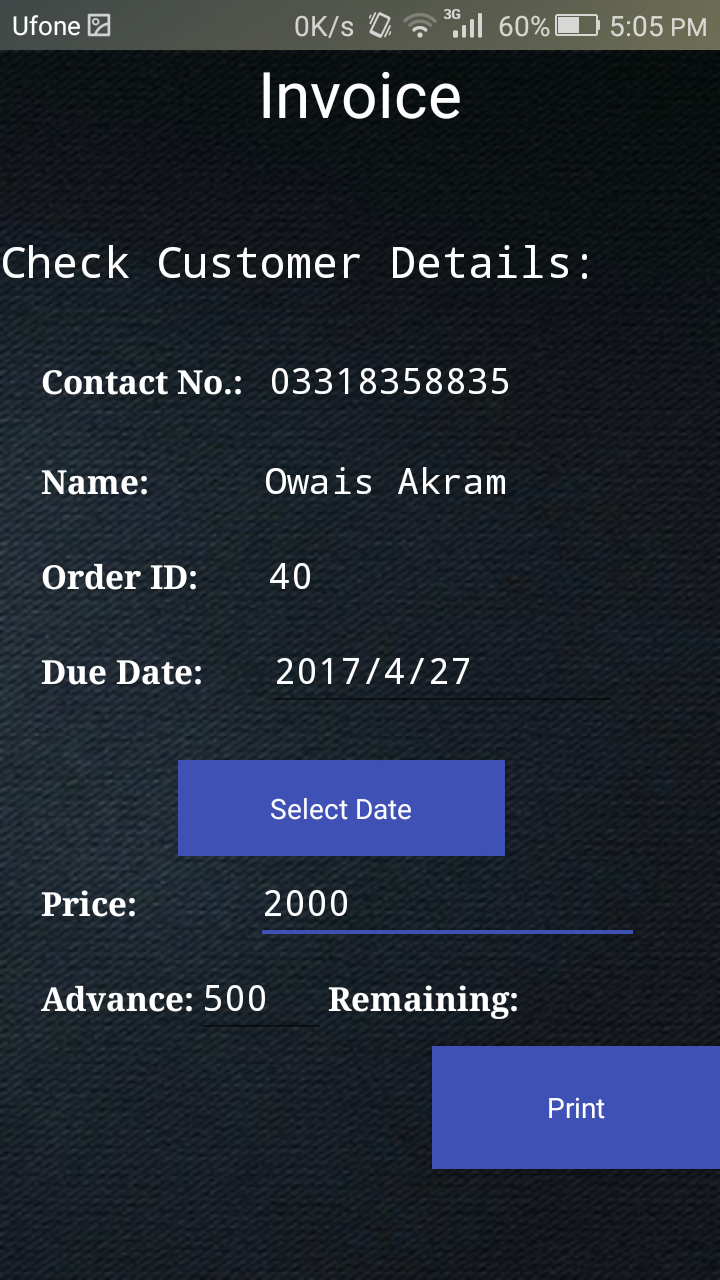 Ufone 0K/s 3G 60% 5:05 PM
Invoice
Check Customer Details:
Contact No.: 03318358835
Name: Owais Akram
Order ID: 40
Due Date: 2017/4/27
Select Date
Price: 2000
Advance: 500 Remaining:
Print